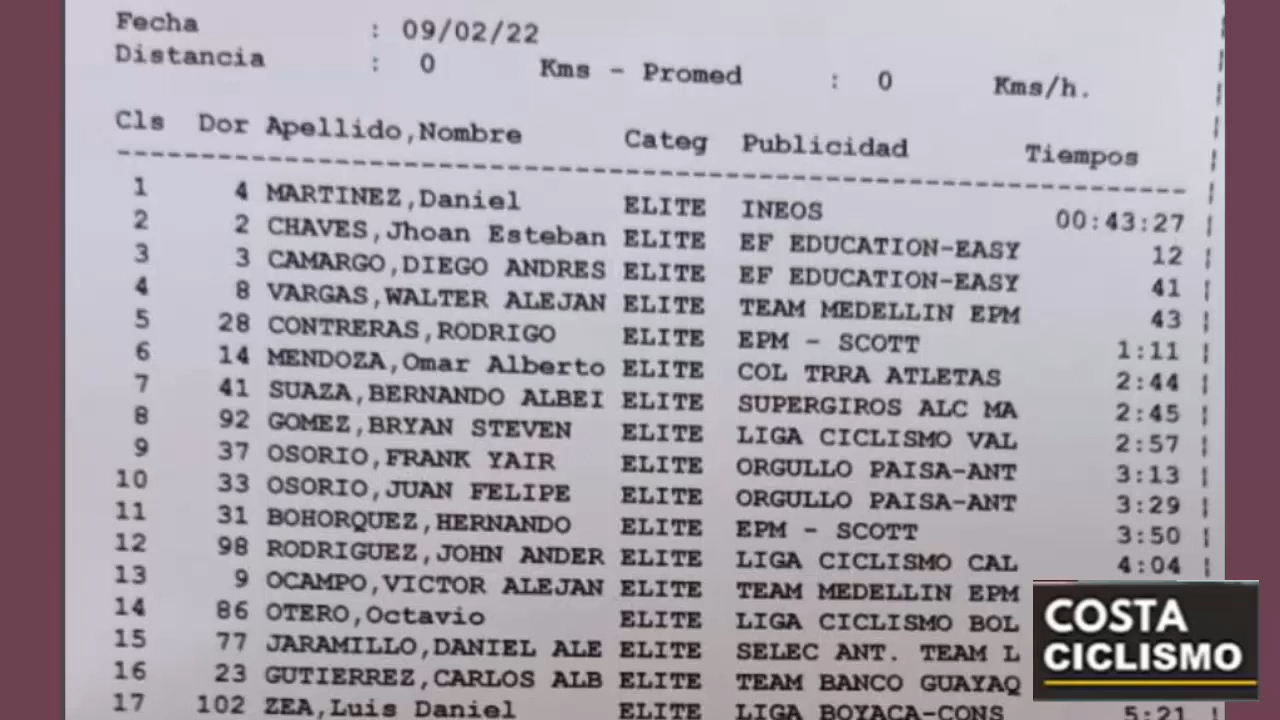 Fecha : 09/02/22
Distancia : 0 Kms - Promed : 0 Kms/h.
Cls Dor Apellido,Nombre Categ Publicidad Tiempos
1 4 MARTINEZ,Daniel ELITE INEOS 00:43:27
2 2 CHAVES,Jhoan Esteban ELITE EF EDUCATION-EASY 12
3 3 CAMARGO,DIEGO ANDRES ELITE EF EDUCATION-EASY 41
4 8 VARGAS,WALTER ALEJAN ELITE TEAM MEDELLIN EPM 43
5 28 CONTRERAS,RODRIGO ELITE EPM - SCOTT 1:11
6 14 MENDOZA,Omar Alberto ELITE COL TRRA ATLETAS 2:44
7 41 SUAZA,BERNANDO ALBEI ELITE SUPERGIROS ALC MA 2:45
8 92 GOMEZ,BRYAN STEVEN ELITE LIGA CICLISMO VAL 2:57
9 37 OSORIO,FRANK YAIR ELITE ORGULLO PAISA-ANT 3:13
10 33 OSORIO,JUAN FELIPE ELITE ORGULLO PAISA-ANT 3:29
11 31 BOHORQUEZ,HERNANDO ELITE EPM - SCOTT 3:50
12 98 RODRIGUEZ,JOHN ANDER ELITE LIGA CICLISMO CAL 4:04
13 9 OCAMPO,VICTOR ALEJAN ELITE TEAM MEDELLIN EPM
14 86 OTERO,Octavio ELITE LIGA CICLISMO BOL
15 77 JARAMILLO,DANIEL ALE ELITE SELEC ANT. TEAM L
16 23 GUTIERREZ,CARLOS ALB ELITE TEAM BANCO GUAYAQ
17 102 ZEA,Luis Daniel ELITE LIGA BOYACA-CONS 5:21
COSTA
CICLISMO